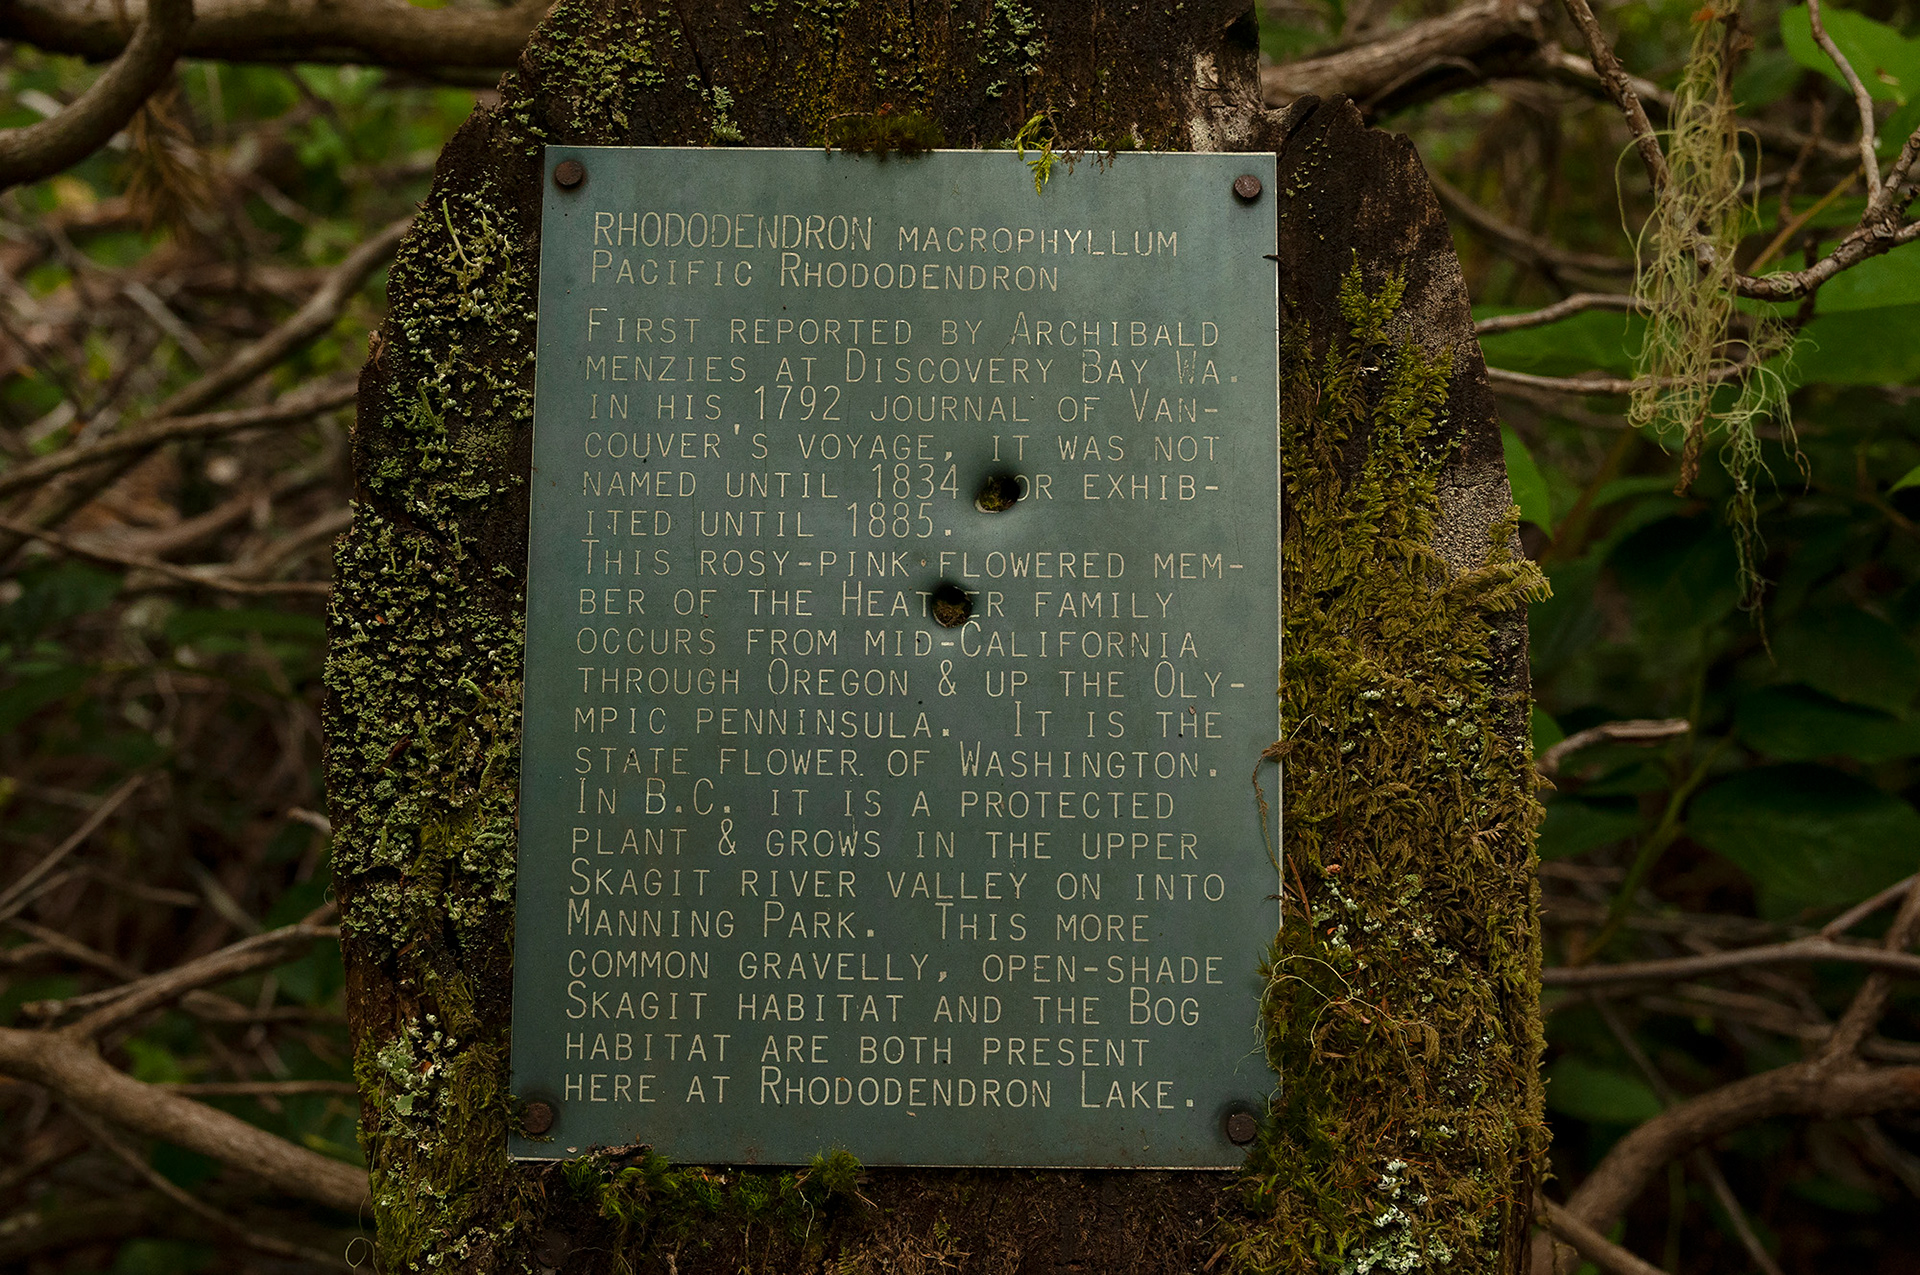 RHODODENDRON MACROPHYLLUM
PACIFIC RHODODENDRON
FIRST REPORTED BY ARCHIBALD
MENZIES AT DISCOVERY BAY WA.
IN HIS 1792 JOURNAL OF VAN-
COUVER'S VOYAGE, IT WAS NOT
NAMED UNTIL 1834 OR EXHIB-
ITED UNTIL 1885.
THIS ROSY-PINK FLOWERED MEM-
BER OF THE HEATHER FAMILY
OCCURS FROM MID-CALIFORNIA
THROUGH OREGON & UP THE OLY-
MPIC PENNINSULA. IT IS THE
STATE FLOWER OF WASHINGTON.
IN B.C. IT IS A PROTECTED
PLANT & GROWS IN THE UPPER
SKAGIT RIVER VALLEY ON INTO
MANNING PARK. THIS MORE
COMMON GRAVELLY, OPEN-SHADE
SKAGIT HABITAT AND THE BOG
HABITAT ARE BOTH PRESENT
HERE AT RHODODENDRON LAKE.